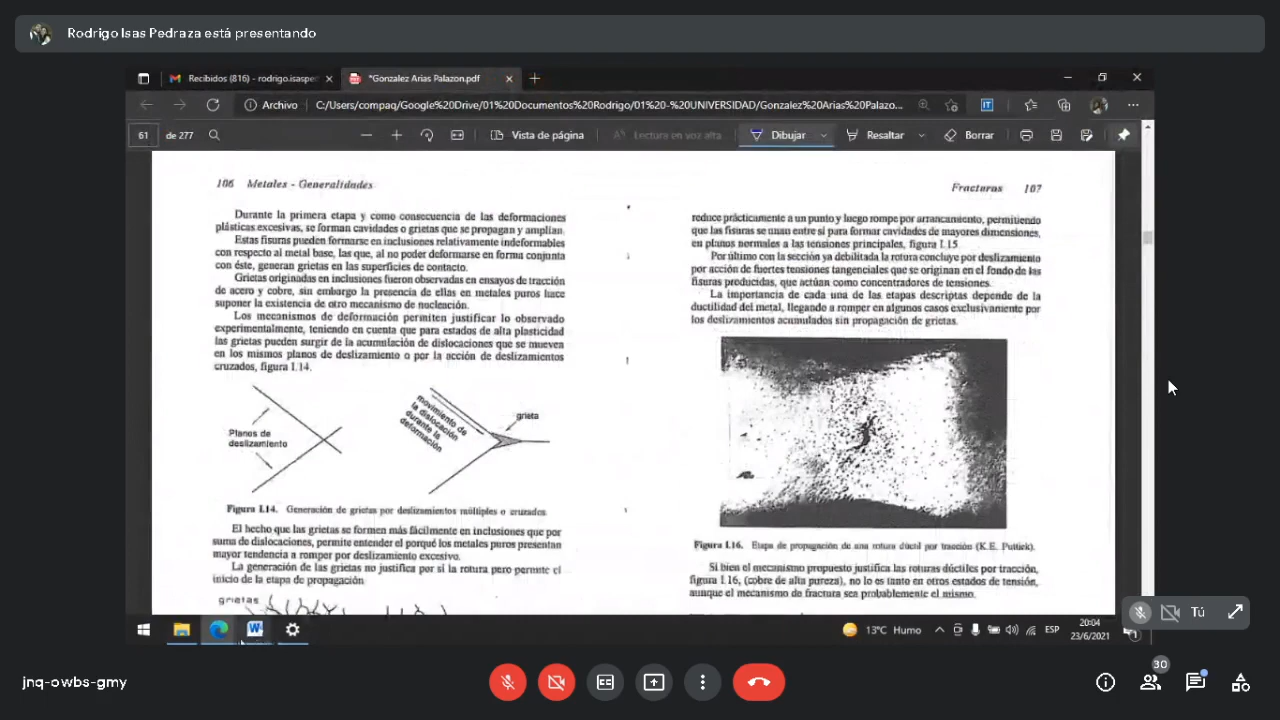 Rodrigo Isas Pedraza está presentando
Recibidos (816) - rodrigo.isaspec
*Gonzalez Arias Palazon.pdf
Archivo
C:/Users/compaq/Google%20Drive/01%20Documentos%20Rodrigo/01%20-%20UNIVERSIDAD/Gonzalez%20Arias%20Palazo...
61 de 277
Vista de página
Lectura en voz alta
Dibujar
Resaltar
Borrar
106 Metales - Generalidades
Durante la primera etapa y como consecuencia de las deformaciones
plásticas excesivas, se forman cavidades o grietas que se propagan y amplían.
Estas fisuras pueden formarse en inclusiones relativamente indeformables
con respecto al metal base, las que, al no poder deformarse en forma conjunta
con éste, generan grietas en las superficies de contacto.
Grietas originadas en inclusiones fueron observadas en ensayos de tracción
de acero y cobre, sin embargo la presencia de ellas en metales puros hace
suponer la existencia de otro mecanismo de nucleación.
Los mecanismos de deformación permiten justificar lo observado
experimentalmente, teniendo en cuenta que para estados de alta plasticidad
las grietas pueden surgir de la acumulación de dislocaciones que se mueven
en los mismos planos de deslizamiento o por la acción de deslizamientos
cruzados, figura I.14.
Planos de
deslizamiento
movimiento de
la dislocación
durante la
deformación
grieta
Figura I.14. Generación de grietas por deslizamientos múltiples o cruzados.
El hecho que las grietas se formen más fácilmente en inclusiones que por
suma de dislocaciones, permite entender el porqué los metales puros presentan
mayor tendencia a romper por deslizamiento excesivo.
La generación de las grietas no justifica por sí la rotura pero permite el
inicio de la etapa de propagación
grietas
Fracturas 107
reduce prácticamente a un punto y luego rompe por arrancamiento, permitiendo
que las fisuras se unan entre sí para formar cavidades de mayores dimensiones,
en planos normales a las tensiones principales, figura I.15.
Por último con la sección ya debilitada la rotura concluye por deslizamiento
por acción de fuertes tensiones tangenciales que se originan en el fondo de las
fisuras producidas, que actúan como concentradores de tensiones.
La importancia de cada una de las etapas descriptas depende de la
ductilidad del metal, llegando a romper en algunos casos exclusivamente por
los deslizamientos acumulados sin propagación de grietas.
Figura I.16. Etapa de propagación de una rotura dúctil por tracción (K.E. Puttick).
Si bien el mecanismo propuesto justifica las roturas dúctiles por tracción,
figura I.16, (cobre de alta pureza), no lo es tanto en otros estados de tensión,
aunque el mecanismo de fractura sea probablemente el mismo.
Tú
13°C Humo
ESP
20:04
23/6/2021
jnq-owbs-gmy
30